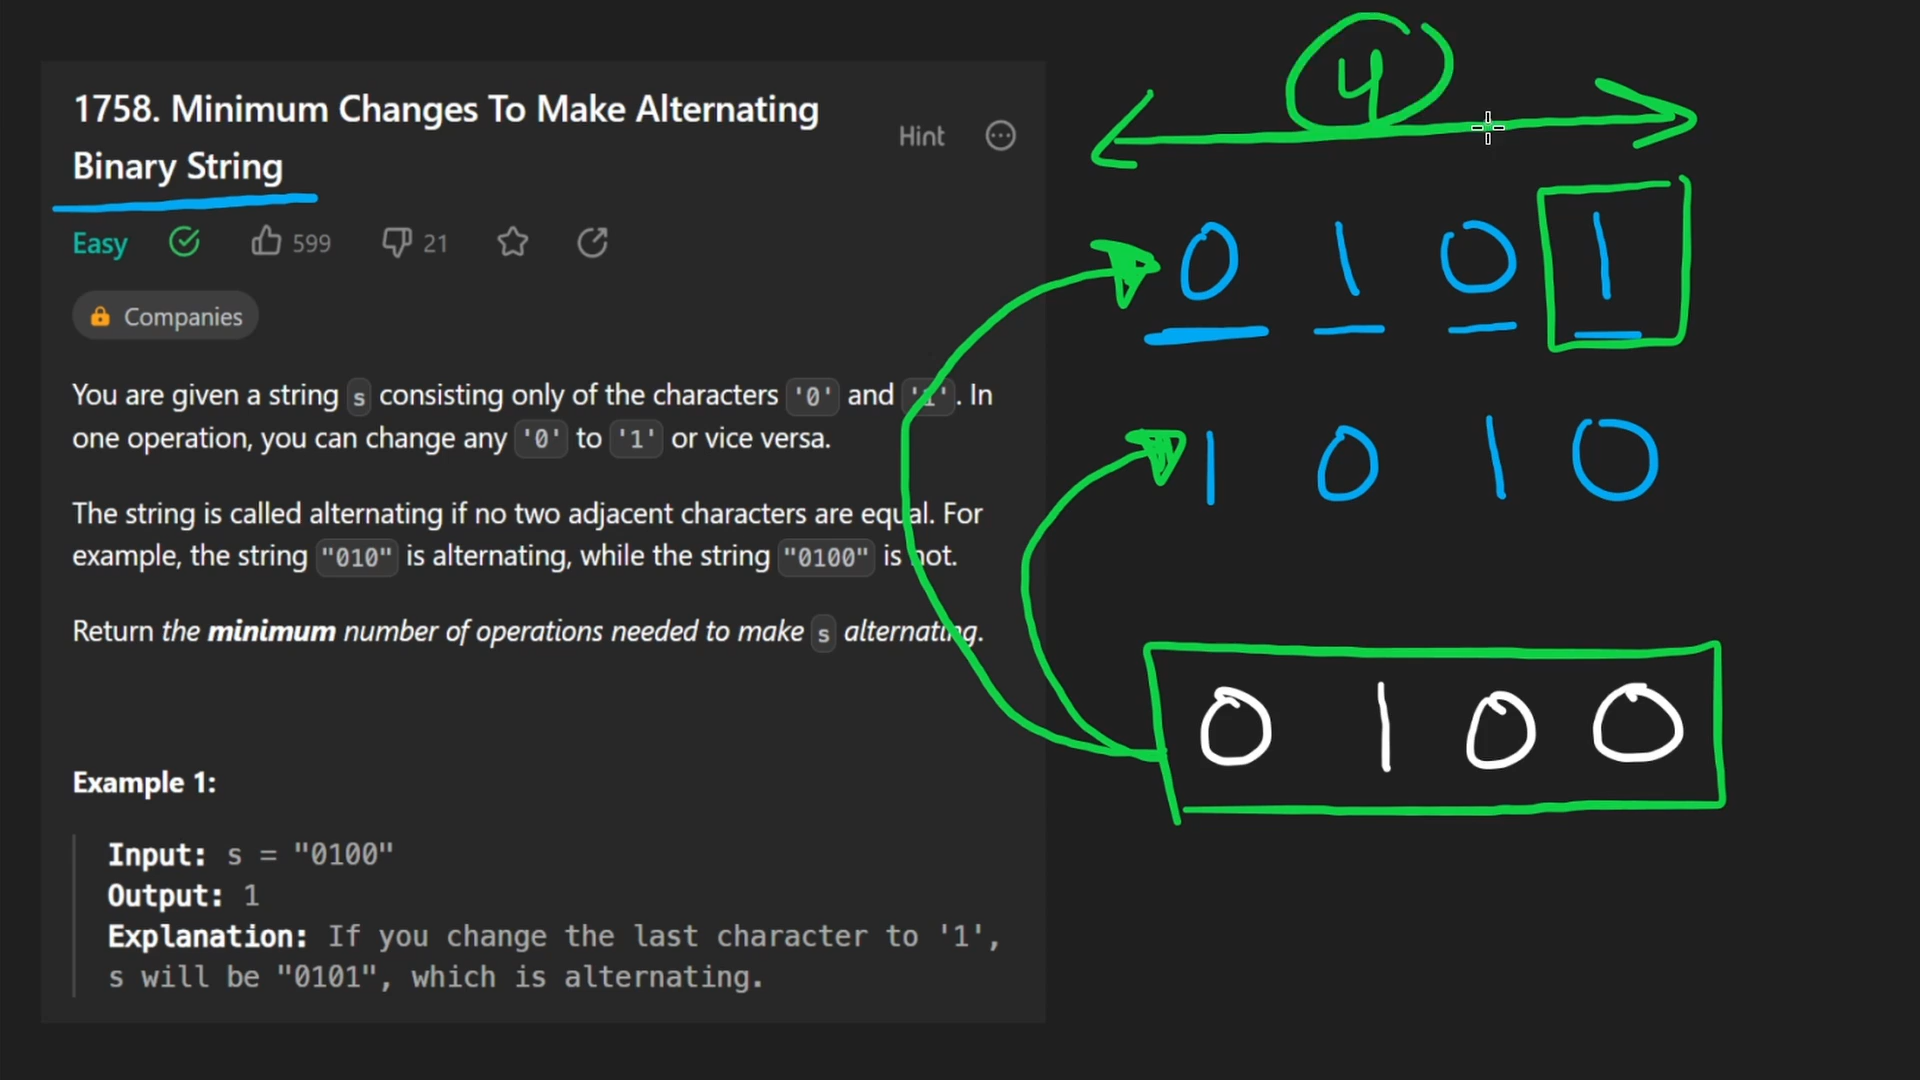 1758. Minimum Changes To Make Alternating
Binary String
Hint
Easy 599 21
Companies
You are given a string s consisting only of the characters '0' and '1'. In
one operation, you can change any '0' to '1' or vice versa.
The string is called alternating if no two adjacent characters are equal. For
example, the string "010" is alternating, while the string "0100" is not.
Return the minimum number of operations needed to make s alternating.
Example 1:
Input: s = "0100"
Output: 1
Explanation: If you change the last character to '1',
s will be "0101", which is alternating.
4
0 1 0 1
1 0 1 0
0 1 0 0